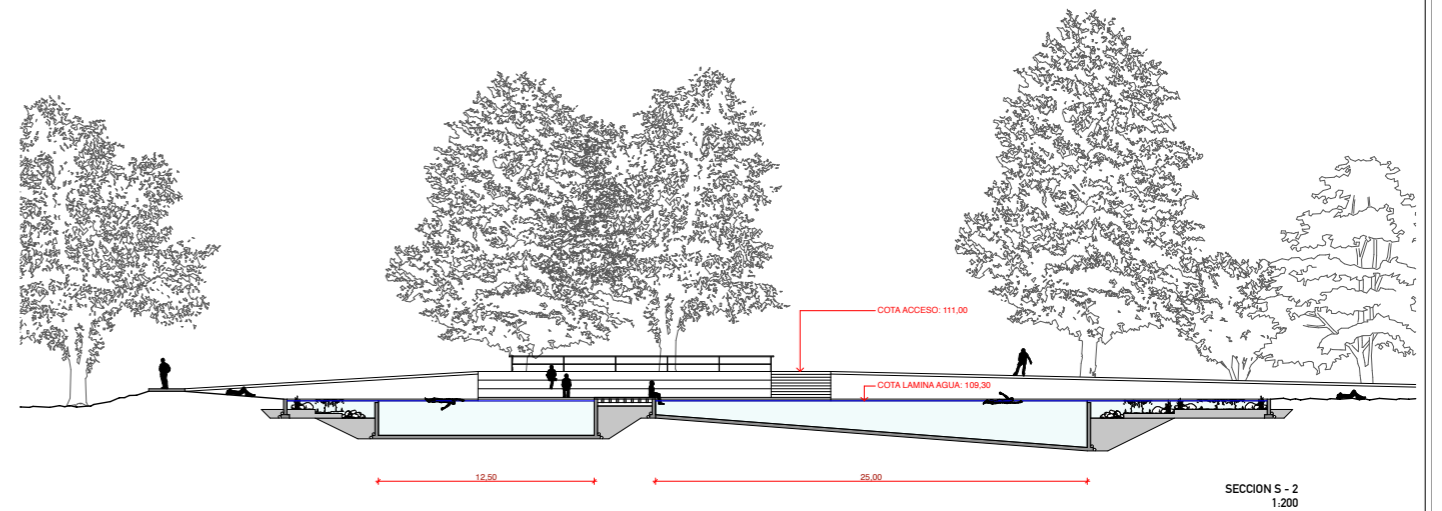 COTA ACCESO: 111,00
COTA LAMINA AGUA: 109,30
12,50
25,00
SECCION S - 2
1:200